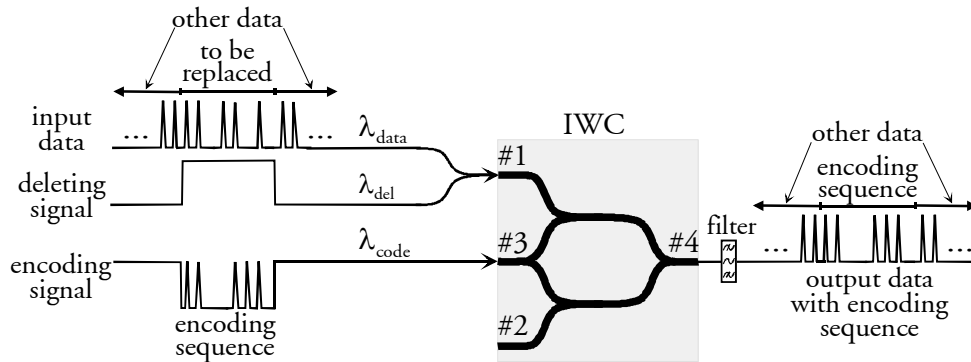 other data
to be
replaced
input
data
...
...
λdata
deleting
signal
λdel
encoding
signal
λcode
encoding
sequence
IWC
#1
#3
#2
#4
filter
other data
encoding
sequence
...
...
output data
with encoding
sequence